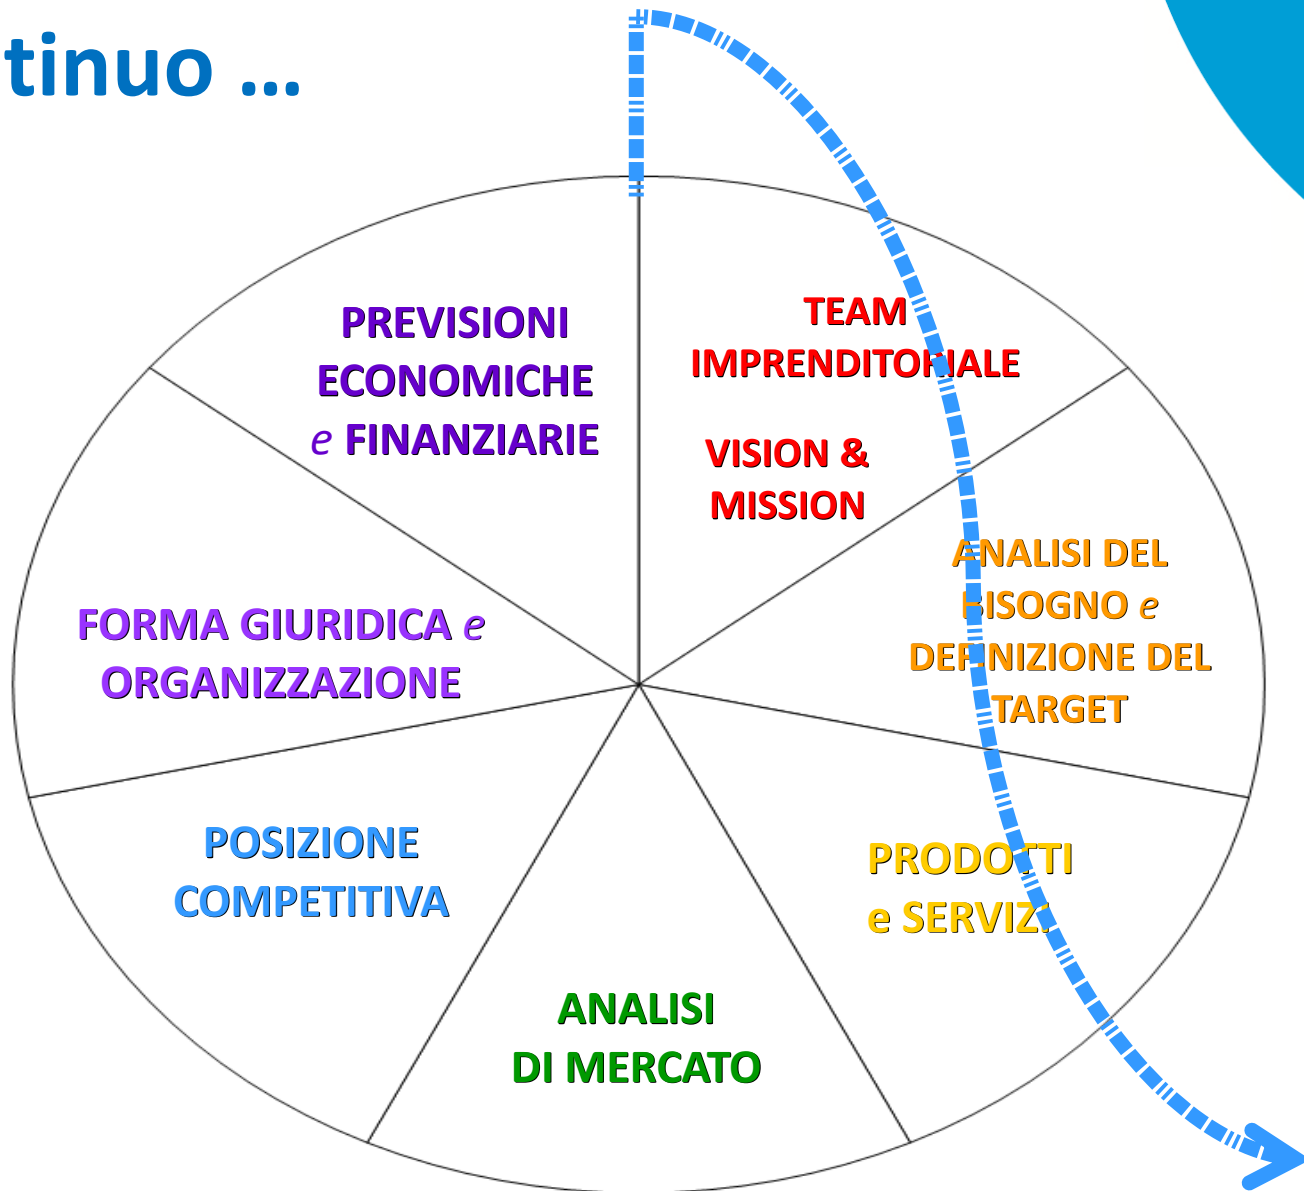 tinuo ...
PREVISIONI
ECONOMICHE
e FINANZIARIE
TEAM
IMPRENDITORIALE
VISION &
MISSION
ANALISI DEL
BISOGNO e
DEFINIZIONE DEL
TARGET
FORMA GIURIDICA e
ORGANIZZAZIONE
POSIZIONE
COMPETITIVA
PRODOTTI
e SERVIZI
ANALISI
DI MERCATO